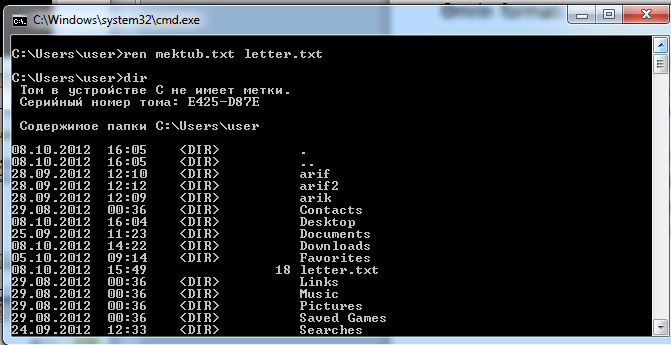 C:\Windows\system32\cmd.exe
C:\Users\user>ren mektub.txt letter.txt
C:\Users\user>dir
Том в устройстве C не имеет метки.
Серийный номер тома: E425-D87E
Содержимое папки C:\Users\user
08.10.2012  16:05    <DIR>          .
08.10.2012  16:05    <DIR>          ..
28.09.2012  12:10    <DIR>          arif
28.09.2012  12:12    <DIR>          arif2
28.09.2012  12:09    <DIR>          arik
29.08.2012  00:36    <DIR>          Contacts
08.10.2012  16:04    <DIR>          Desktop
25.09.2012  11:23    <DIR>          Documents
08.10.2012  14:22    <DIR>          Downloads
05.10.2012  09:14    <DIR>          Favorites
08.10.2012  15:49                18 letter.txt
29.08.2012  00:36    <DIR>          Links
29.08.2012  00:36    <DIR>          Music
29.08.2012  00:36    <DIR>          Pictures
29.08.2012  00:36    <DIR>          Saved Games
24.09.2012  12:33    <DIR>          Searches